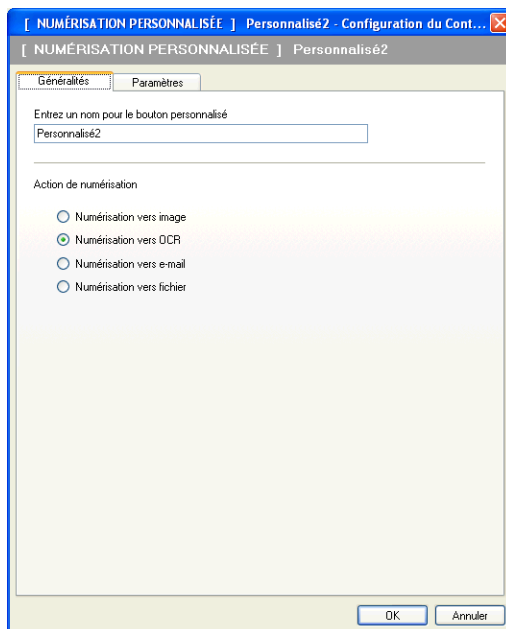 [ NUMÉRISATION PERSONNALISÉE ] Personnalisé2 - Configuration du Cont...
[ NUMÉRISATION PERSONNALISÉE ] Personnalisé2
Généralités Paramètres
Entrez un nom pour le bouton personnalisé
Personnalisé2
Action de numérisation
Numérisation vers image
Numérisation vers OCR
Numérisation vers e-mail
Numérisation vers fichier
OK Annuler